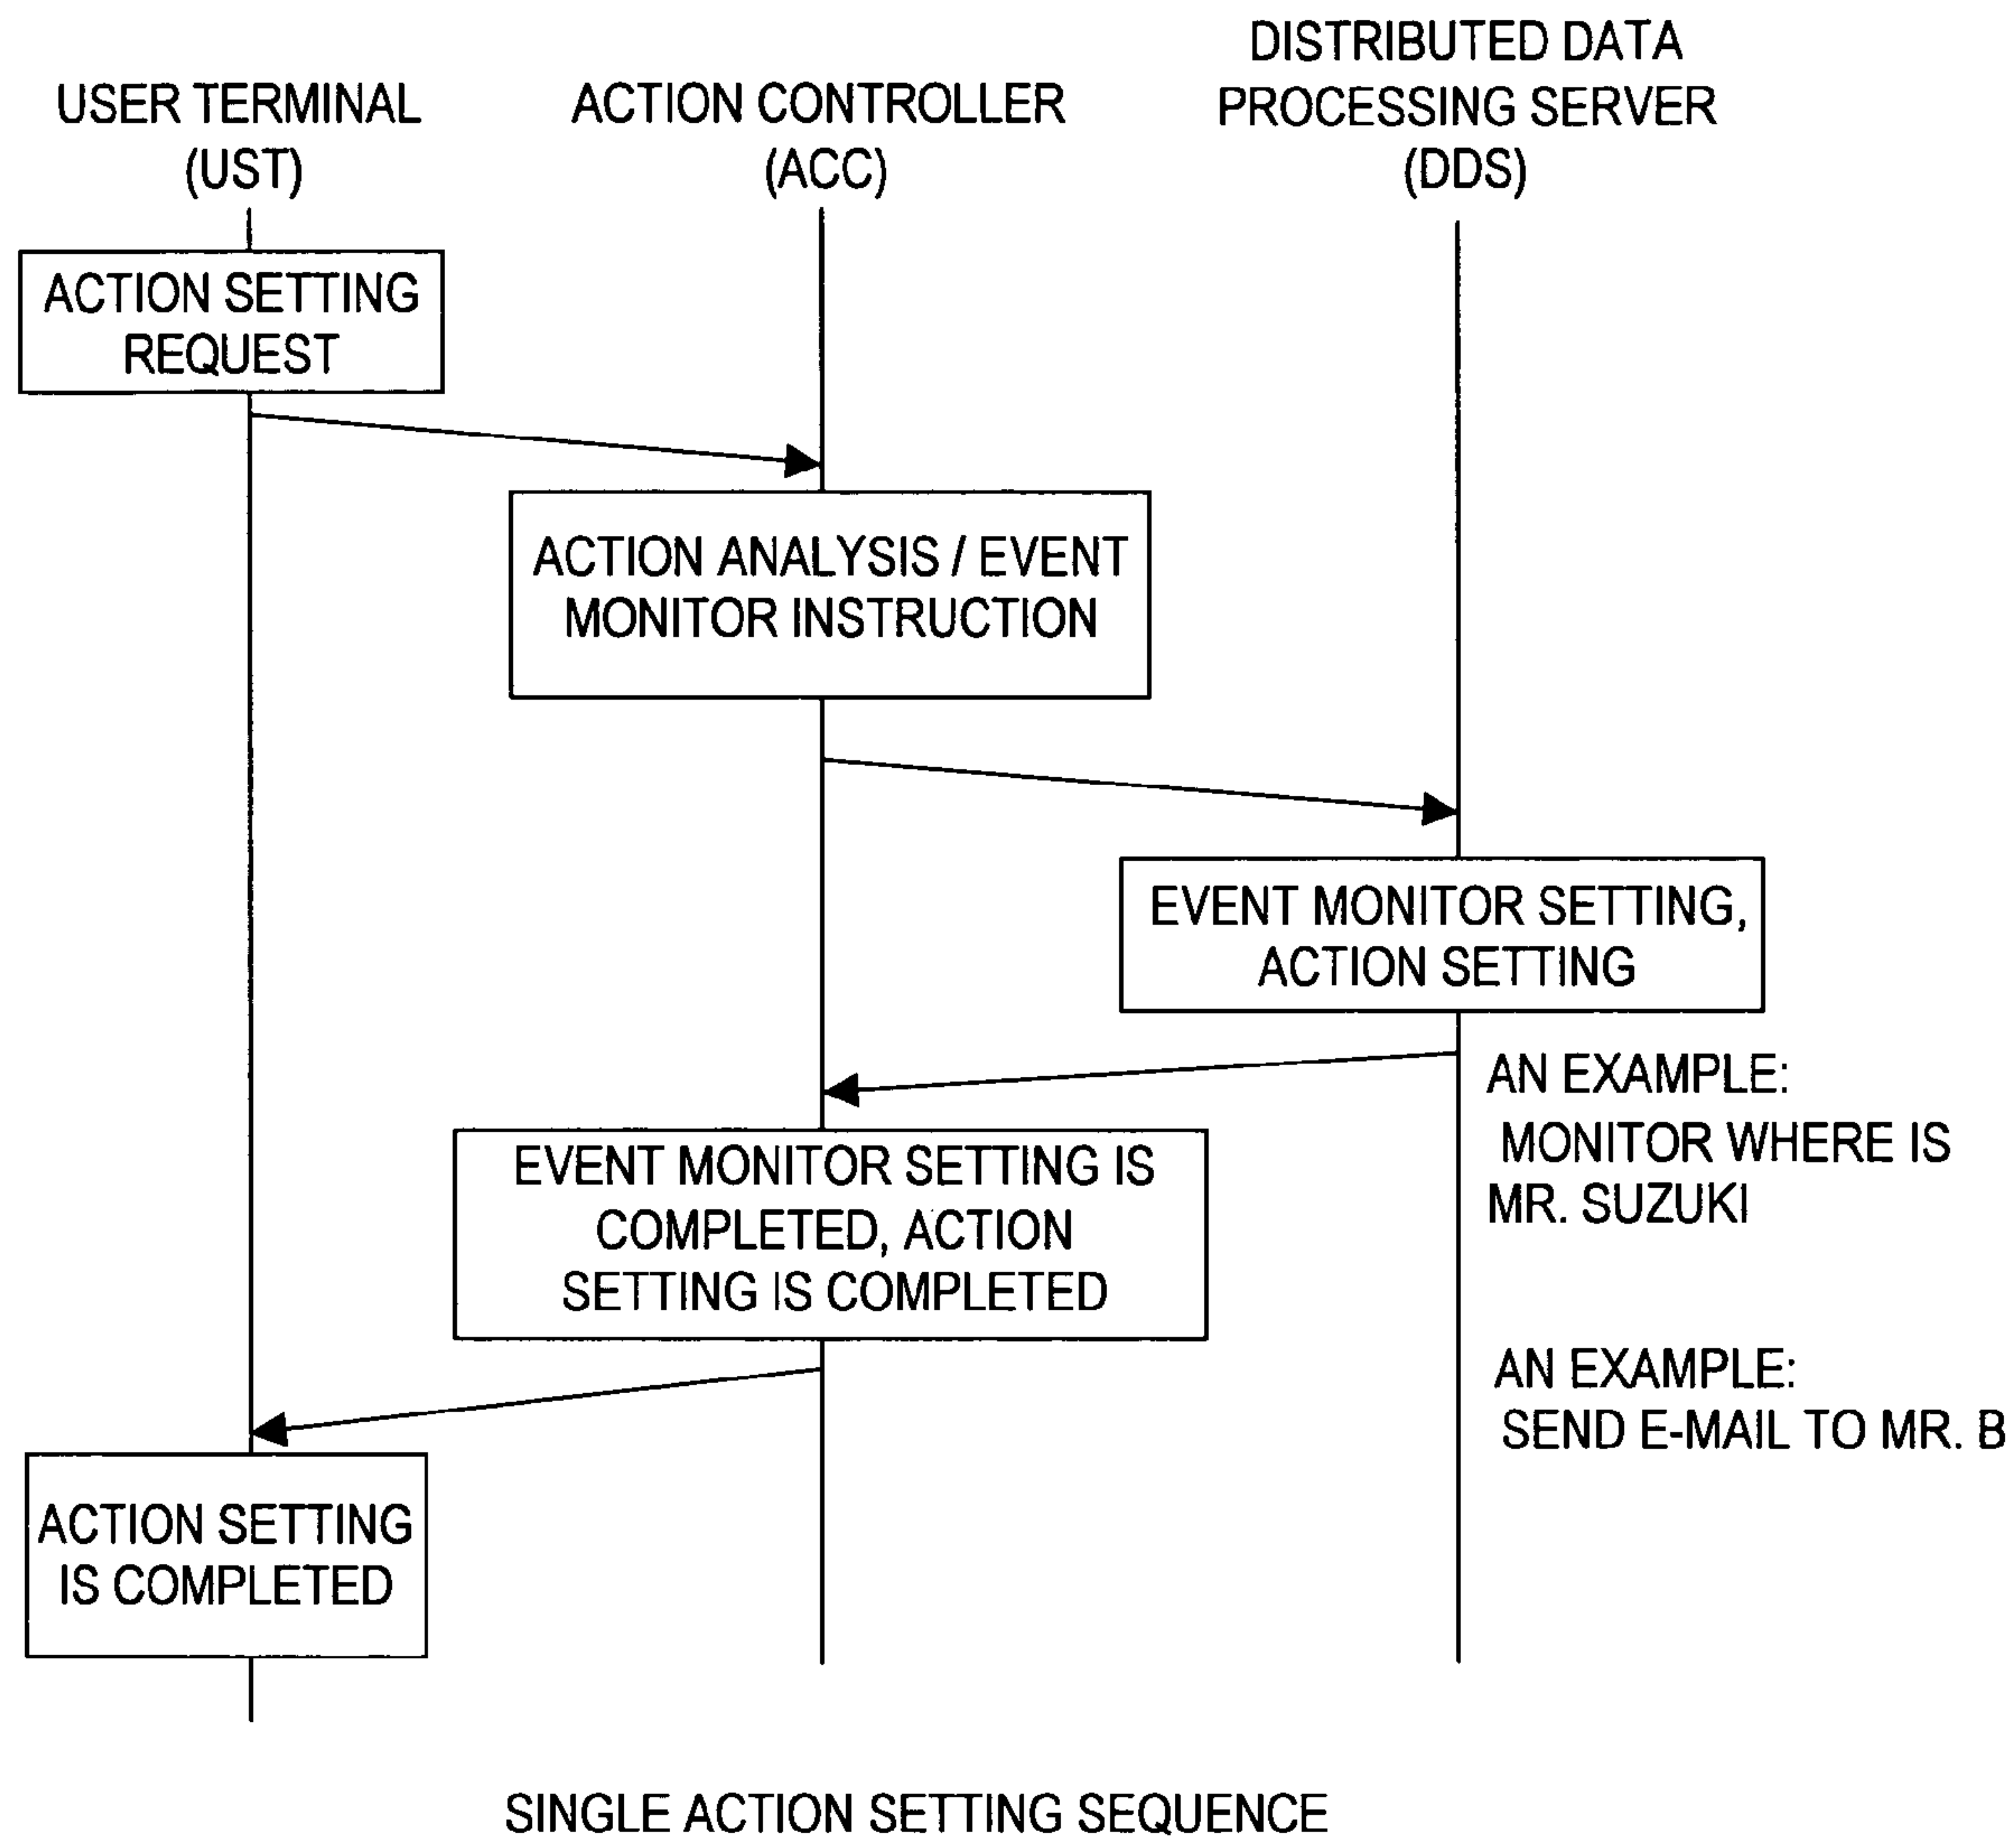 USER TERMINAL
(UST)
ACTION CONTROLLER
(ACC)
DISTRIBUTED DATA
PROCESSING SERVER
(DDS)
ACTION SETTING
REQUEST
ACTION ANALYSIS / EVENT
MONITOR INSTRUCTION
EVENT MONITOR SETTING,
ACTION SETTING
AN EXAMPLE:
MONITOR WHERE IS
MR. SUZUKI
EVENT MONITOR SETTING IS
COMPLETED, ACTION
SETTING IS COMPLETED
AN EXAMPLE:
SEND E-MAIL TO MR. B
ACTION SETTING
IS COMPLETED
SINGLE ACTION SETTING SEQUENCE